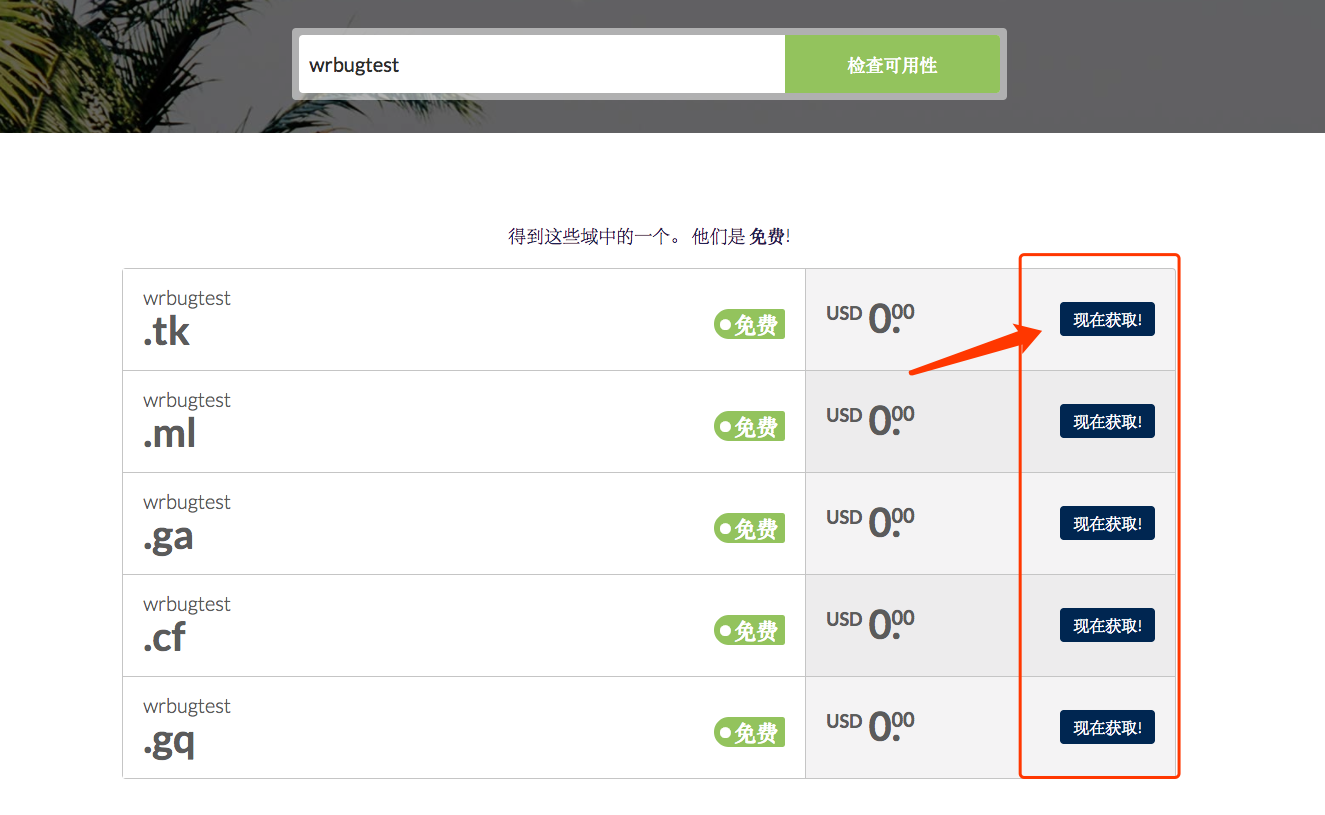 wrbugtest 检查可用性
得到这些域中的一个。 他们是 免费!
wrbugtest
.tk 免费 USD 0.00 现在获取!
wrbugtest
.ml 免费 USD 0.00 现在获取!
wrbugtest
.ga 免费 USD 0.00 现在获取!
wrbugtest
.cf 免费 USD 0.00 现在获取!
wrbugtest
.gq 免费 USD 0.00 现在获取!